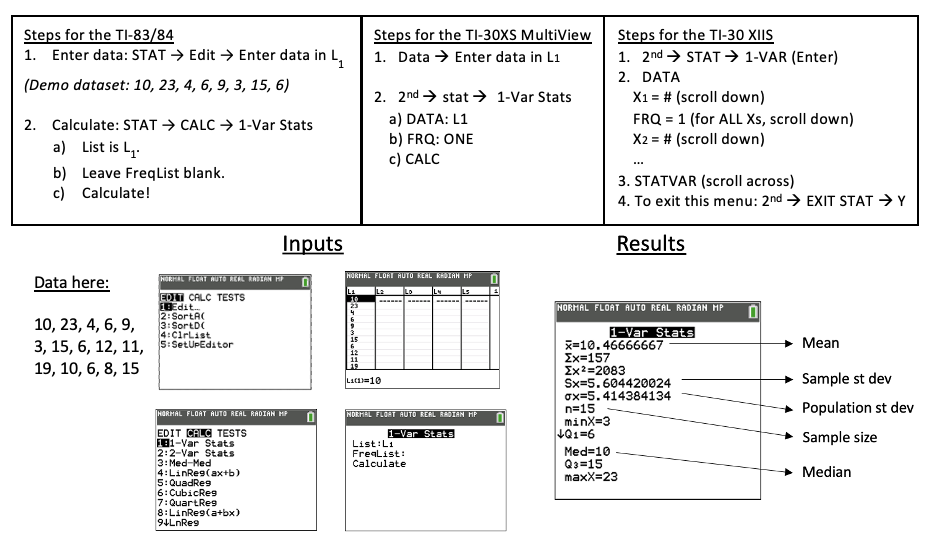 Steps for the TI-83/84
1. Enter data: STAT → Edit → Enter data in L1
(Demo dataset: 10, 23, 4, 6, 9, 3, 15, 6)
2. Calculate: STAT → CALC → 1-Var Stats
a) List is L1.
b) Leave FreqList blank.
c) Calculate!
Steps for the TI-30XS MultiView
1. Data → Enter data in L1
2. 2nd → stat → 1-Var Stats
a) DATA: L1
b) FRQ: ONE
c) CALC
Steps for the TI-30 XIIS
1. 2nd → STAT → 1-VAR (Enter)
2. DATA
X1 = # (scroll down)
FRQ = 1 (for ALL Xs, scroll down)
X2 = # (scroll down)
...
3. STATVAR (scroll across)
4. To exit this menu: 2nd → EXIT STAT → Y
Inputs
Data here:
10, 23, 4, 6, 9,
3, 15, 6, 12, 11,
19, 10, 6, 8, 15
NORMAL FLOAT AUTO REAL RADIAN MP
EDIT CALC TESTS
1:Edit…
2:SortA(
3:SortD(
4:ClrList
5:SetUpEditor
NORMAL FLOAT AUTO REAL RADIAN MP
L1 L2 L3 L4 L5 1
10 ------ ------ ------ ------
23
4
6
9
3
15
6
12
11
19
L1(1)=10
NORMAL FLOAT AUTO REAL RADIAN MP
EDIT CALC TESTS
1:1-Var Stats
2:2-Var Stats
3:Med-Med
4:LinReg(ax+b)
5:QuadReg
6:CubicReg
7:QuartReg
8:LinReg(a+bx)
9↓LnReg
NORMAL FLOAT AUTO REAL RADIAN MP
1-Var Stats
List:L1
FreqList:
Calculate
Results
NORMAL FLOAT AUTO REAL RADIAN MP
1-Var Stats
x̄=10.46666667
Σx=157
Σx²=2083
Sx=5.604420024
σx=5.414384134
n=15
minX=3
↓Q1=6
Med=10
Q3=15
maxX=23
Mean
Sample st dev
Population st dev
Sample size
Median